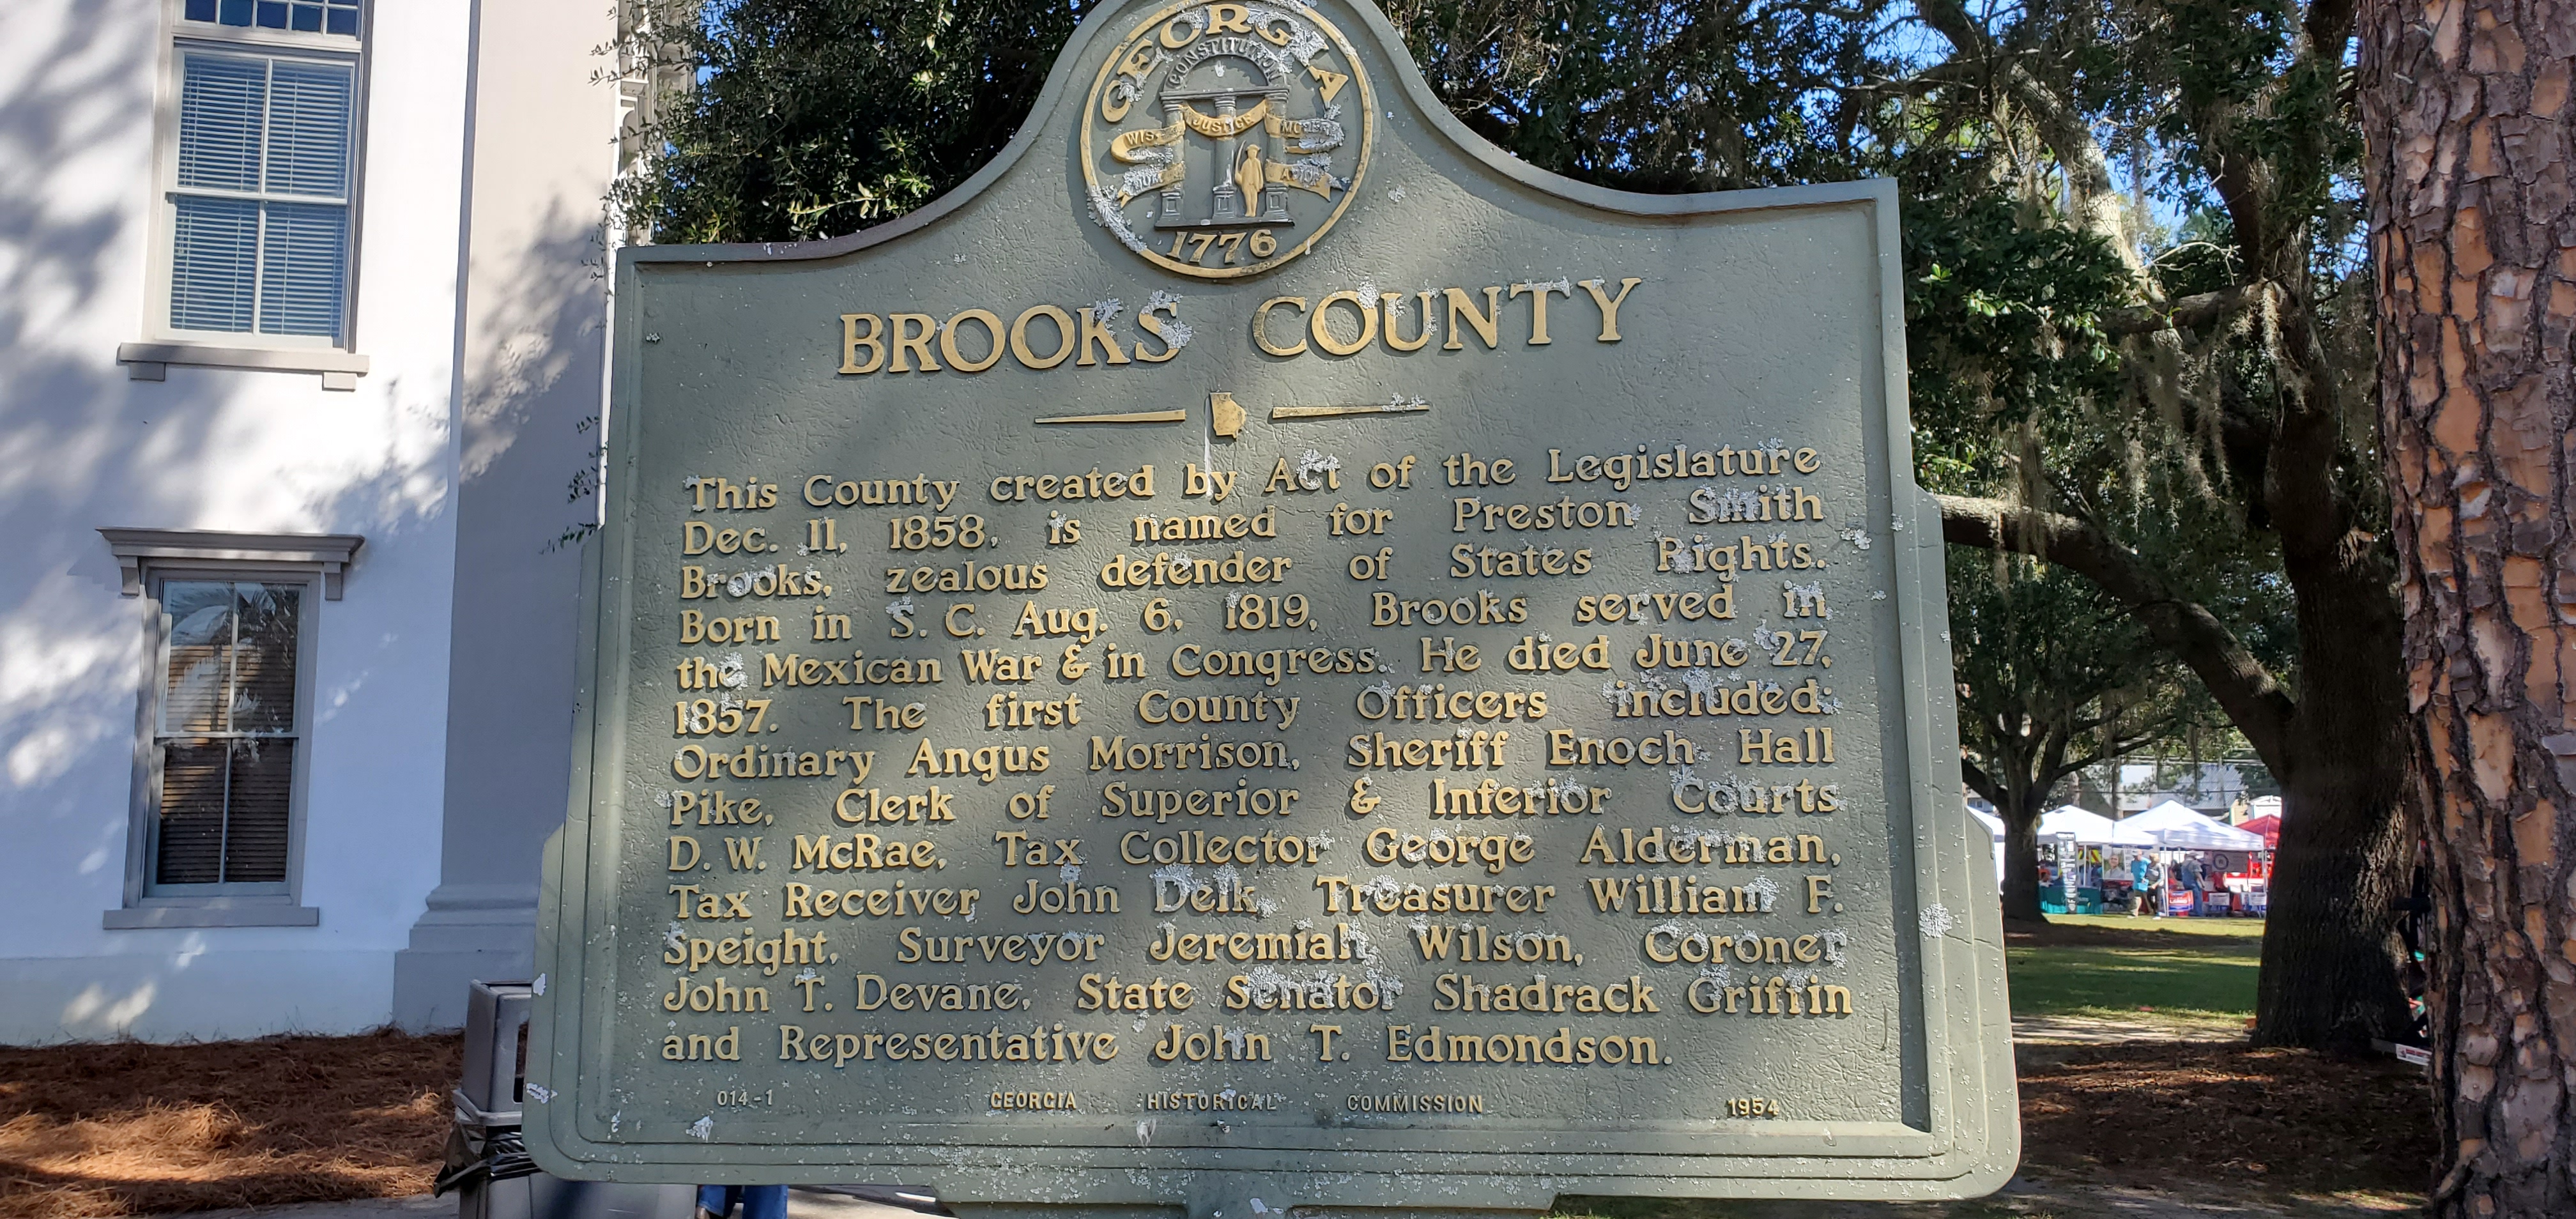 GEORGIA
CONSTITUTION
WISDOM JUSTICE MODERATION
1776
BROOKS COUNTY
This County created by Act of the Legislature
Dec. 11, 1858, is named for Preston Smith
Brooks, zealous defender of States Rights.
Born in S. C. Aug. 6, 1819, Brooks served in
the Mexican War & in Congress. He died June 27,
1857. The first County Officers included:
Ordinary Angus Morrison, Sheriff Enoch Hall
Pike, Clerk of Superior & Inferior Courts
D. W. McRae, Tax Collector George Alderman,
Tax Receiver John Delk, Treasurer William F.
Speight, Surveyor Jeremiah Wilson, Coroner
John T. Devane, State Senator Shadrack Griffin
and Representative John T. Edmondson.
014-1 GEORGIA HISTORICAL COMMISSION 1954